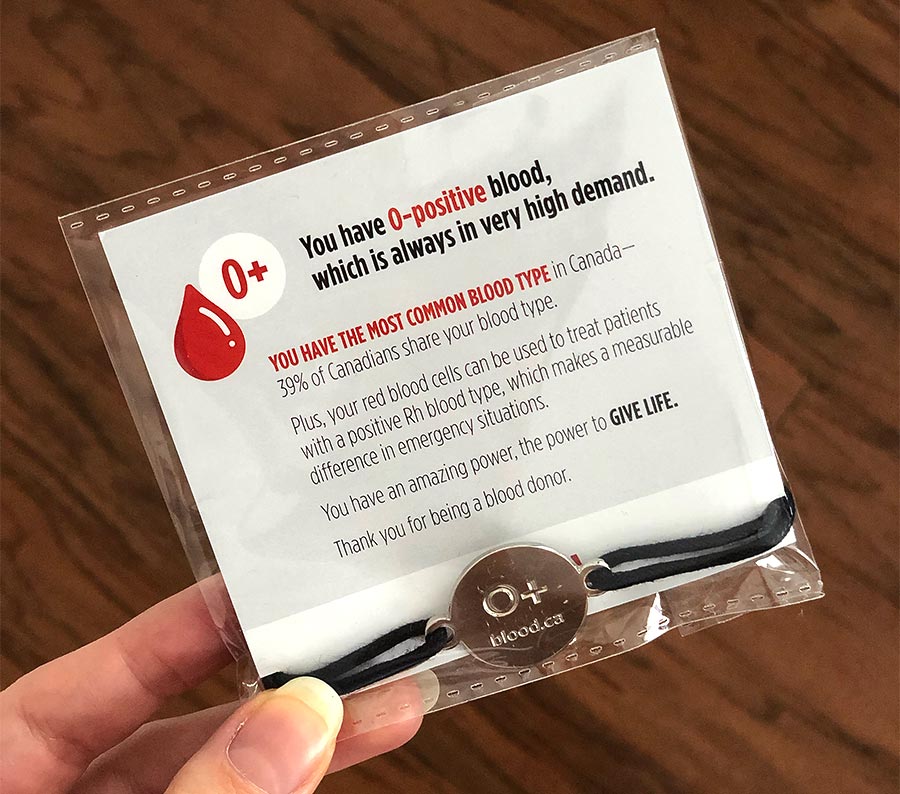 0+
You have O-positive blood,
which is always in very high demand.
YOU HAVE THE MOST COMMON BLOOD TYPE in Canada—
39% of Canadians share your blood type.
Plus, your red blood cells can be used to treat patients
with a positive Rh blood type, which makes a measurable
difference in emergency situations.
You have an amazing power, the power to GIVE LIFE.
Thank you for being a blood donor.
O+
blood.ca